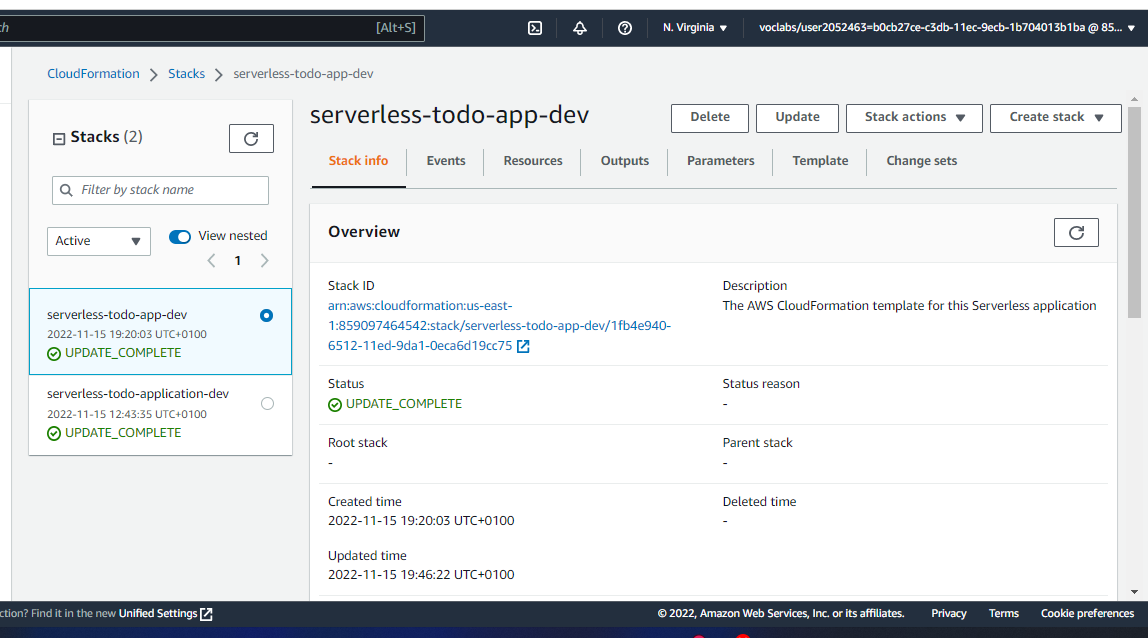 [Alt+S]
N. Virginia
voclabs/user2052463=b0cb27ce-c3db-11ec-9ecb-1b704013b1ba @ 85...
CloudFormation
Stacks
serverless-todo-app-dev
Stacks (2)
Filter by stack name
Active
View nested
1
serverless-todo-app-dev
2022-11-15 19:20:03 UTC+0100
UPDATE_COMPLETE
serverless-todo-application-dev
2022-11-15 12:43:35 UTC+0100
UPDATE_COMPLETE
serverless-todo-app-dev
Delete
Update
Stack actions
Create stack
Stack info
Events
Resources
Outputs
Parameters
Template
Change sets
Overview
Stack ID
arn:aws:cloudformation:us-east-
1:859097464542:stack/serverless-todo-app-dev/1fb4e940-
6512-11ed-9da1-0eca6d19cc75
Description
The AWS CloudFormation template for this Serverless application
Status
UPDATE_COMPLETE
Status reason
-
Root stack
-
Parent stack
-
Created time
2022-11-15 19:20:03 UTC+0100
Deleted time
-
Updated time
2022-11-15 19:46:22 UTC+0100
ction? Find it in the new Unified Settings
© 2022, Amazon Web Services, Inc. or its affiliates.
Privacy
Terms
Cookie preferences